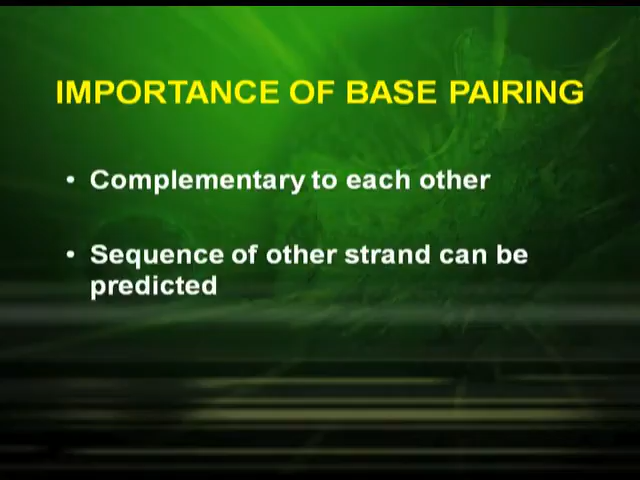 IMPORTANCE OF BASE PAIRING
• Complementary to each other
• Sequence of other strand can be
predicted